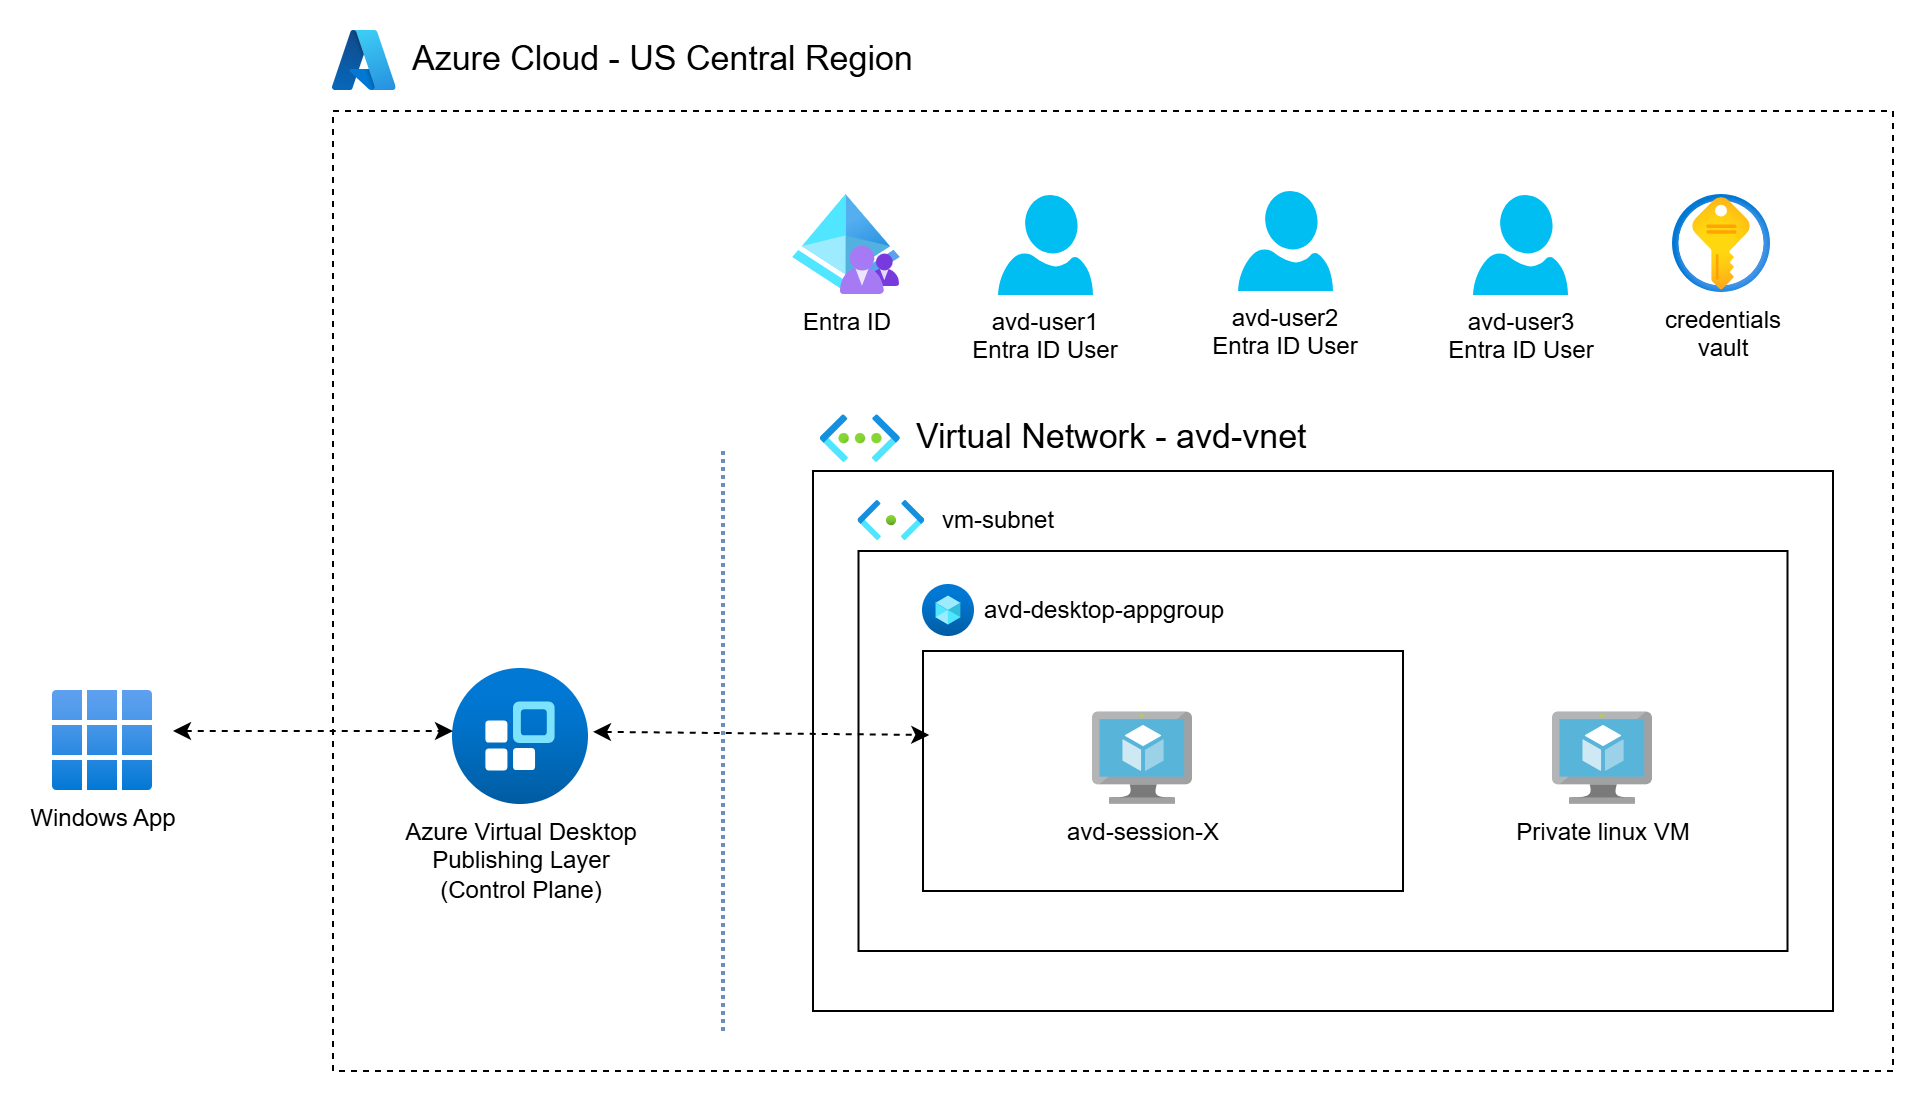 Azure Cloud - US Central Region
Entra ID
avd-user1
Entra ID User
avd-user2
Entra ID User
avd-user3
Entra ID User
credentials
vault
Virtual Network - avd-vnet
vm-subnet
avd-desktop-appgroup
Windows App
Azure Virtual Desktop
Publishing Layer
(Control Plane)
avd-session-X
Private linux VM